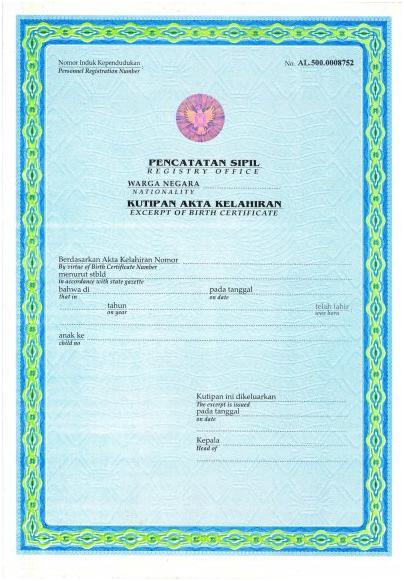 Nomor Induk Kependudukan
Personnel Registration Number
No. AL.500.0008752
PENCATATAN SIPIL
REGISTRY OFFICE
WARGA NEGARA
NATIONALITY
KUTIPAN AKTA KELAHIRAN
EXCERPT OF BIRTH CERTIFICATE
Berdasarkan Akta Kelahiran Nomor
By virtue of Birth Certificate Number
menurut stbld
In accordance with state gazette
bahwa di pada tanggal
that in on date
tahun telah lahir
on year was born
anak ke
child no
Kutipan ini dikeluarkan
The excerpt is issued
pada tanggal
on date
Kepala
Head of